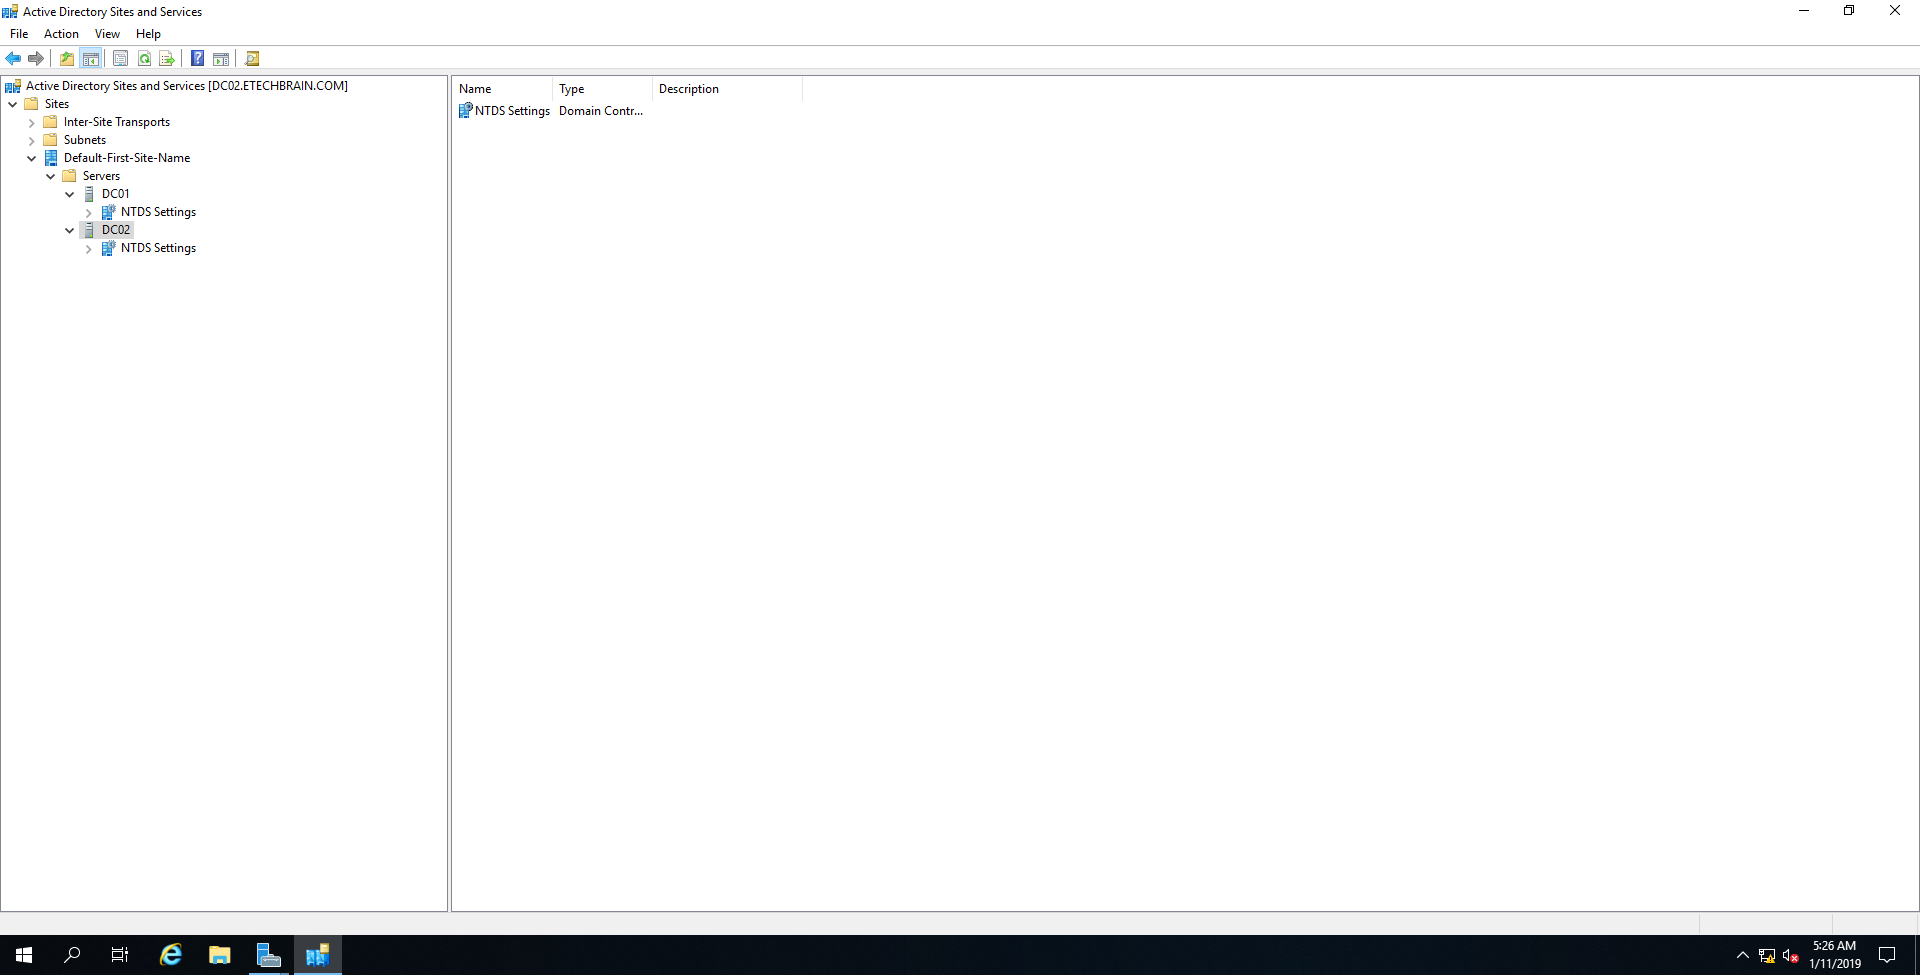 Active Directory Sites and Services
File Action View Help
Active Directory Sites and Services [DC02.ETECHBRAIN.COM]
Sites
Inter-Site Transports
Subnets
Default-First-Site-Name
Servers
DC01
NTDS Settings
DC02
NTDS Settings
Name Type Description
NTDS Settings Domain Contr...
5:26 AM
1/11/2019